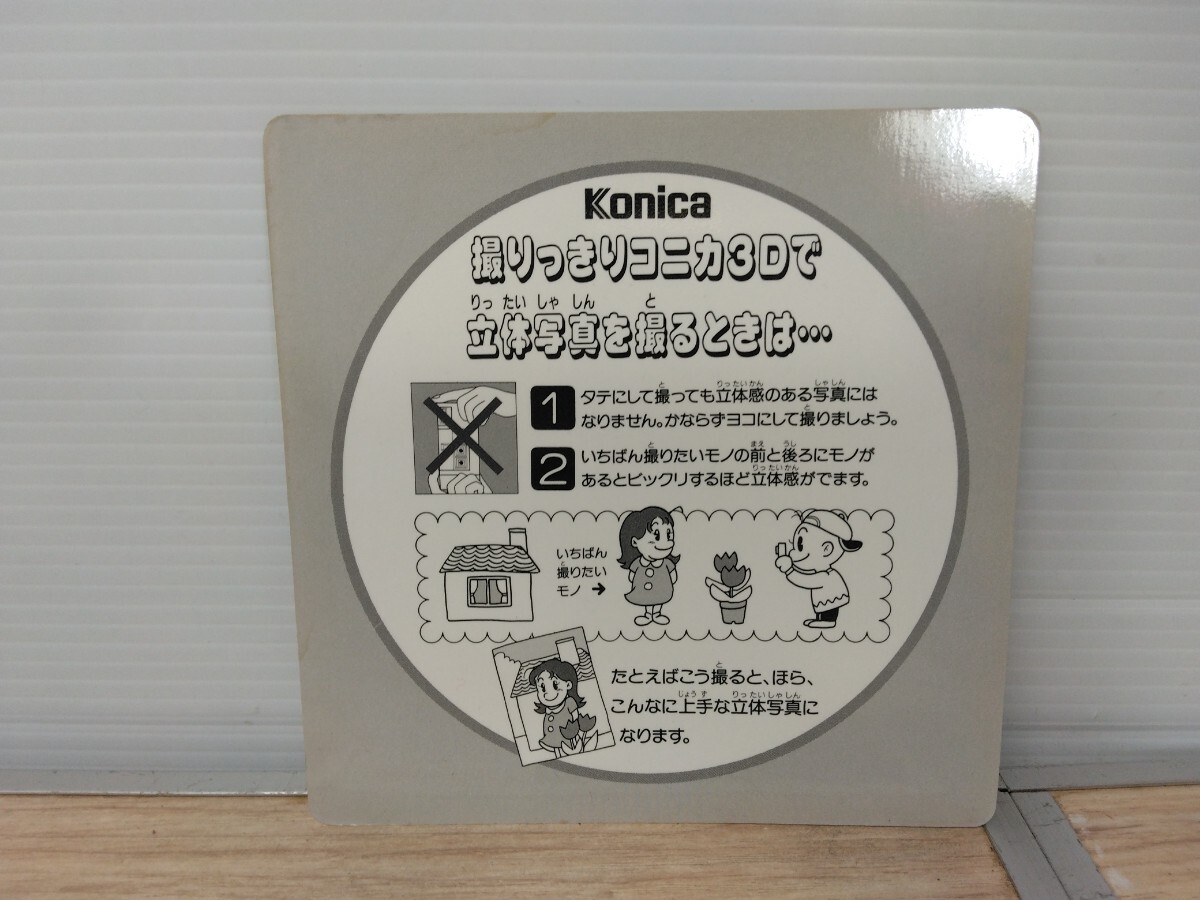 Konica
撮りっきりコニカ3Dで
りったいしゃしん と
立体写真を撮るときは…
1 タテにして撮っても立体感のある写真には
なりません。かならずヨコにして撮りましょう。
2 いちばん撮りたいモノの前と後ろにモノが
あるとビックリするほど立体感がでます。
いちばん
撮りたい
モノ →
たとえばこう撮ると、ほら、
こんなに上手な立体写真に
なります。